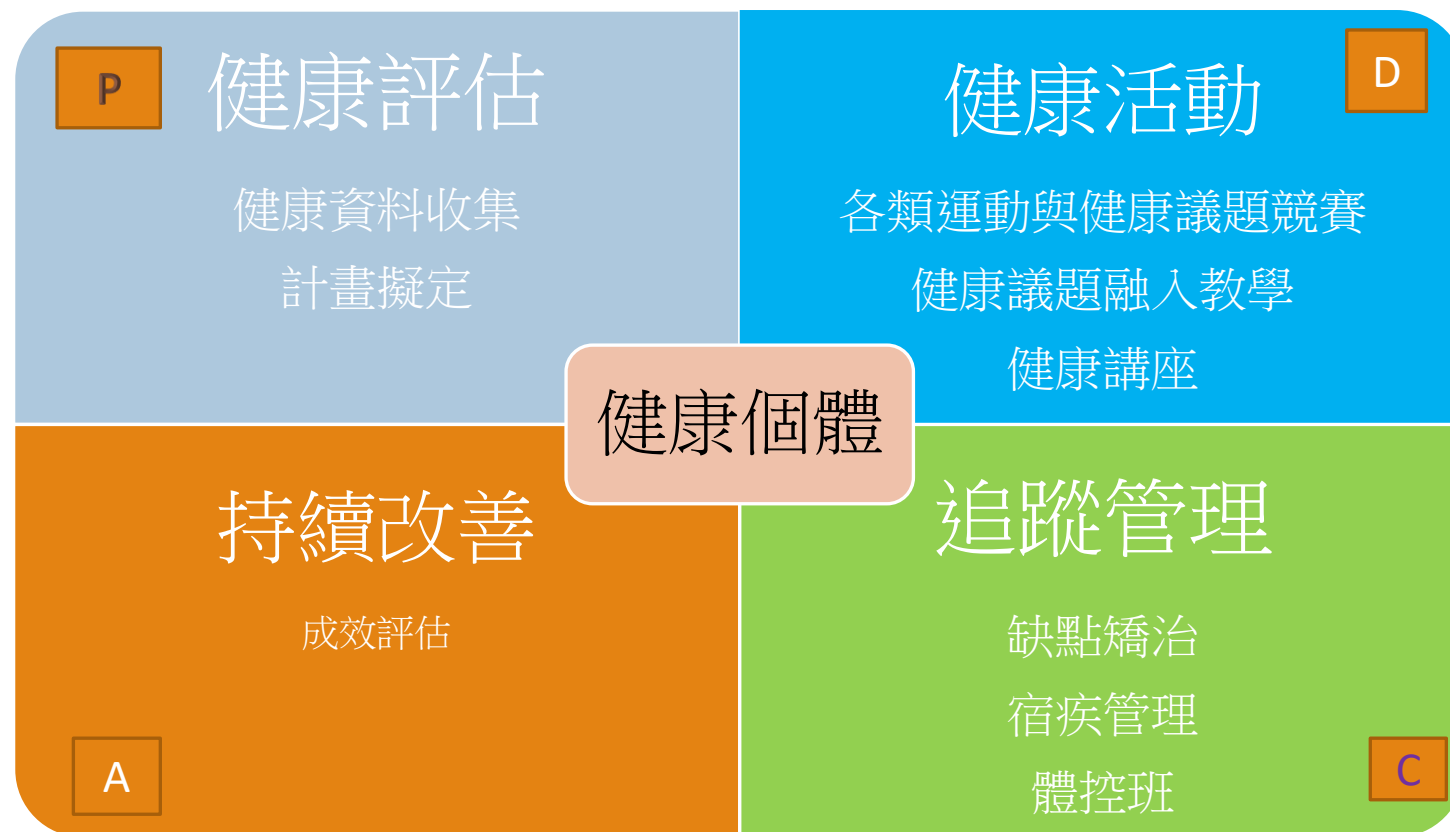 P
健康評估
健康資料收集
計畫擬定
D
健康活動
各類運動與健康議題競賽
健康議題融入教學
健康講座
健康個體
持續改善
成效評估
A
追蹤管理
缺點矯治
宿疾管理
體控班
C